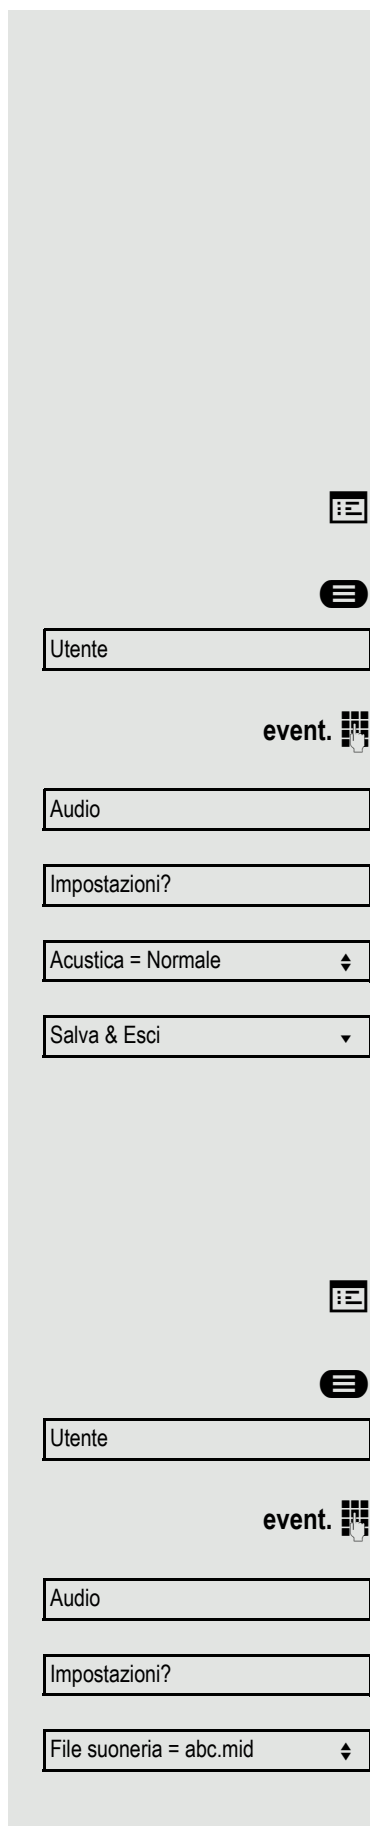 Utente
event.
Audio
Impostazioni?
Acustica = Normale
Salva & Esci
Utente
event.
Audio
Impostazioni?
File suoneria = abc.mid